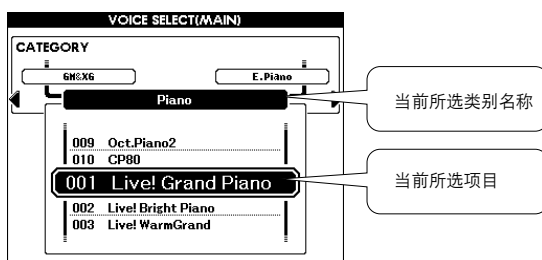 VOICE SELECT(MAIN)
CATEGORY
GM&XG
E.Piano
Piano
当前所选类别名称
009 Oct.Piano2
010 CP80
001 Live! Grand Piano
当前所选项目
002 Live! Bright Piano
003 Live! WarmGrand